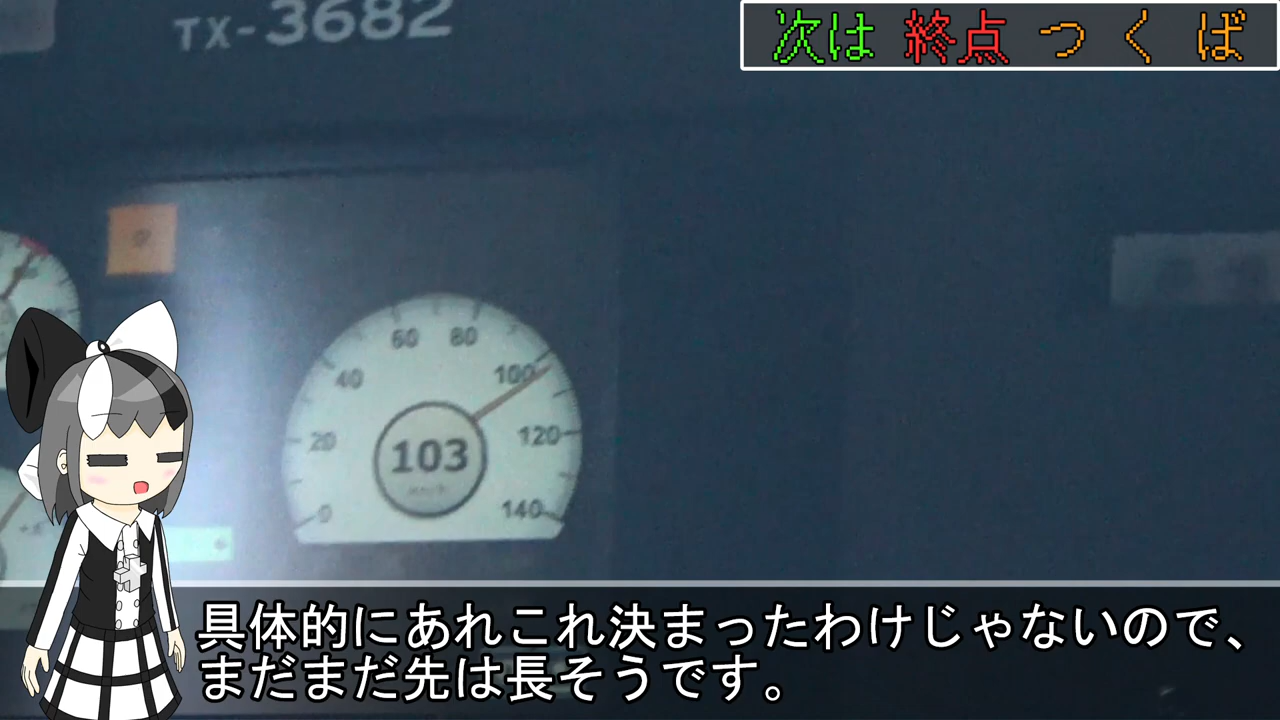 TX-3682
次は 終点 つくば
60 80
40 100
20 103 120
0 140
具体的にあれこれ決まったわけじゃないので、
まだまだ先は長そうです。